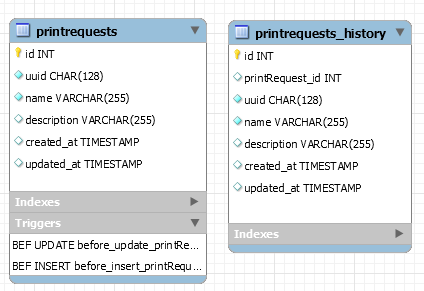 printrequests
id INT
uuid CHAR(128)
name VARCHAR(255)
description VARCHAR(255)
created_at TIMESTAMP
updated_at TIMESTAMP
Indexes
Triggers
BEF UPDATE before_update_printRe...
BEF INSERT before_insert_printRequ...
printrequests_history
id INT
printRequest_id INT
uuid CHAR(128)
name VARCHAR(255)
description VARCHAR(255)
created_at TIMESTAMP
updated_at TIMESTAMP
Indexes